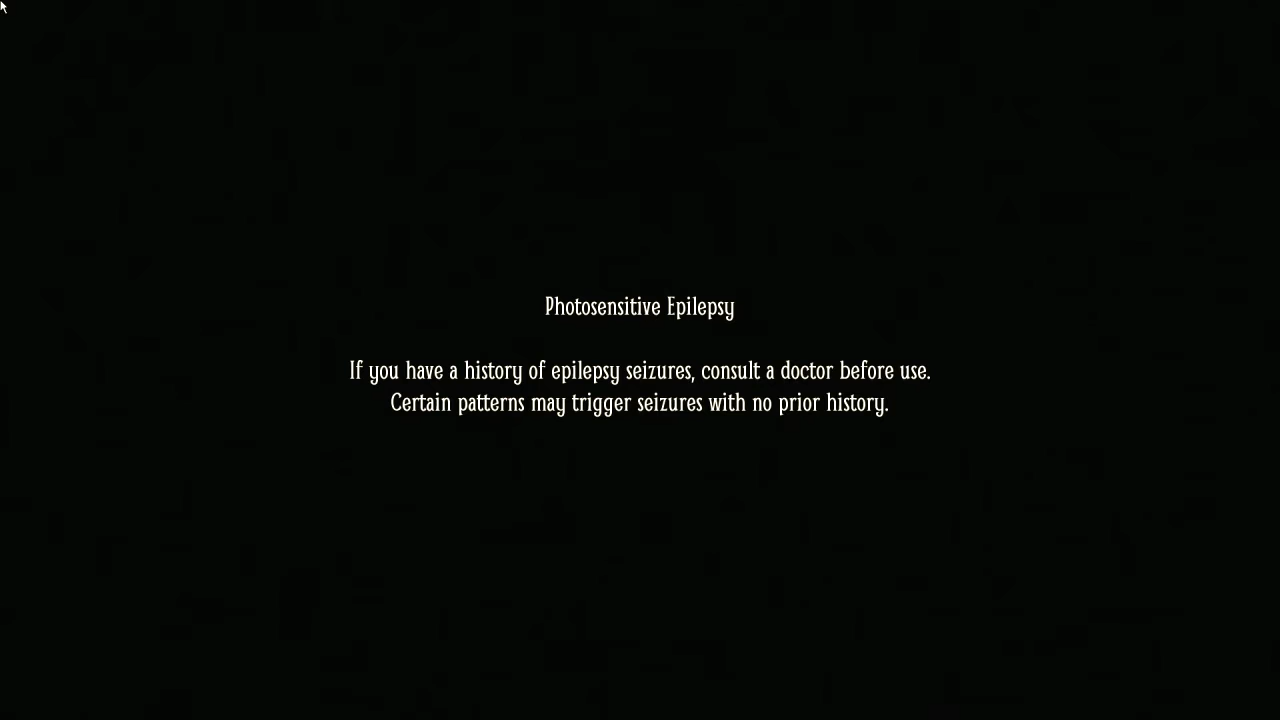 Photosensitive Epilepsy
If you have a history of epilepsy seizures, consult a doctor before use.
Certain patterns may trigger seizures with no prior history.